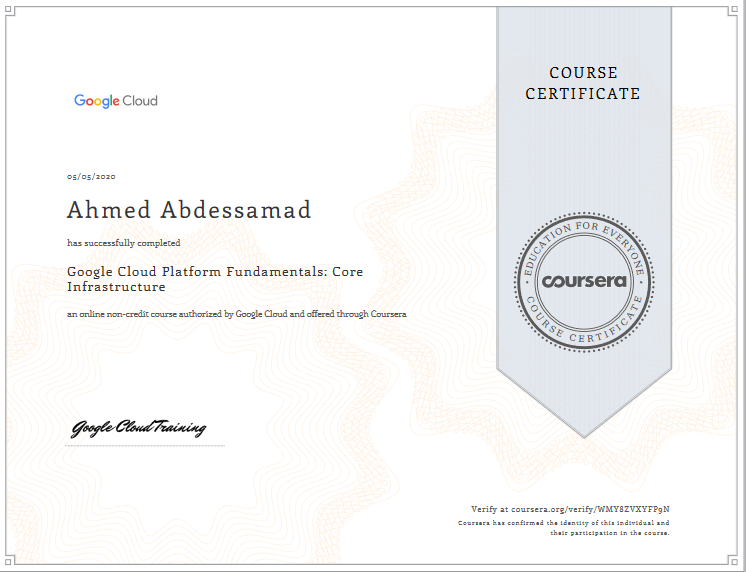 COURSE
CERTIFICATE
Google Cloud
05/05/2020
Ahmed Abdessamad
has successfully completed
Google Cloud Platform Fundamentals: Core
Infrastructure
an online non-credit course authorized by Google Cloud and offered through Coursera
EDUCATION FOR EVERYONE
coursera
COURSE CERTIFICATE
Google Cloud Training
Verify at coursera.org/verify/WMY8ZVXYFP9N
Coursera has confirmed the identity of this individual and
their participation in the course.